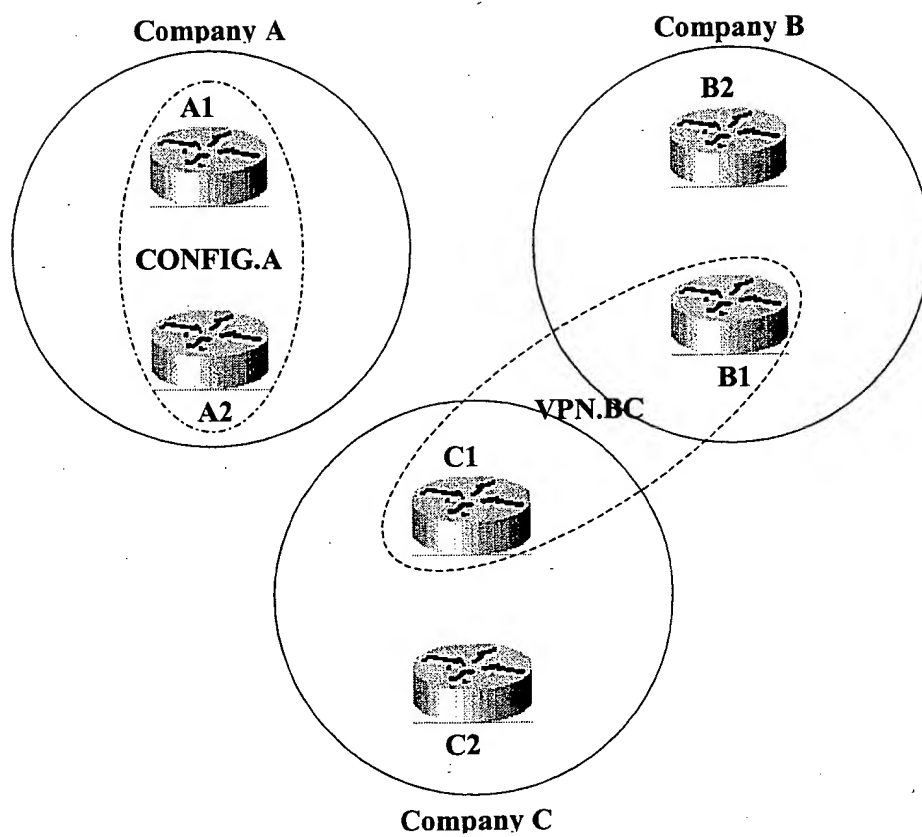 Company A
Company B
A1
B2
CONFIG.A
A2
B1
VPN.BC
C1
C2
Company C